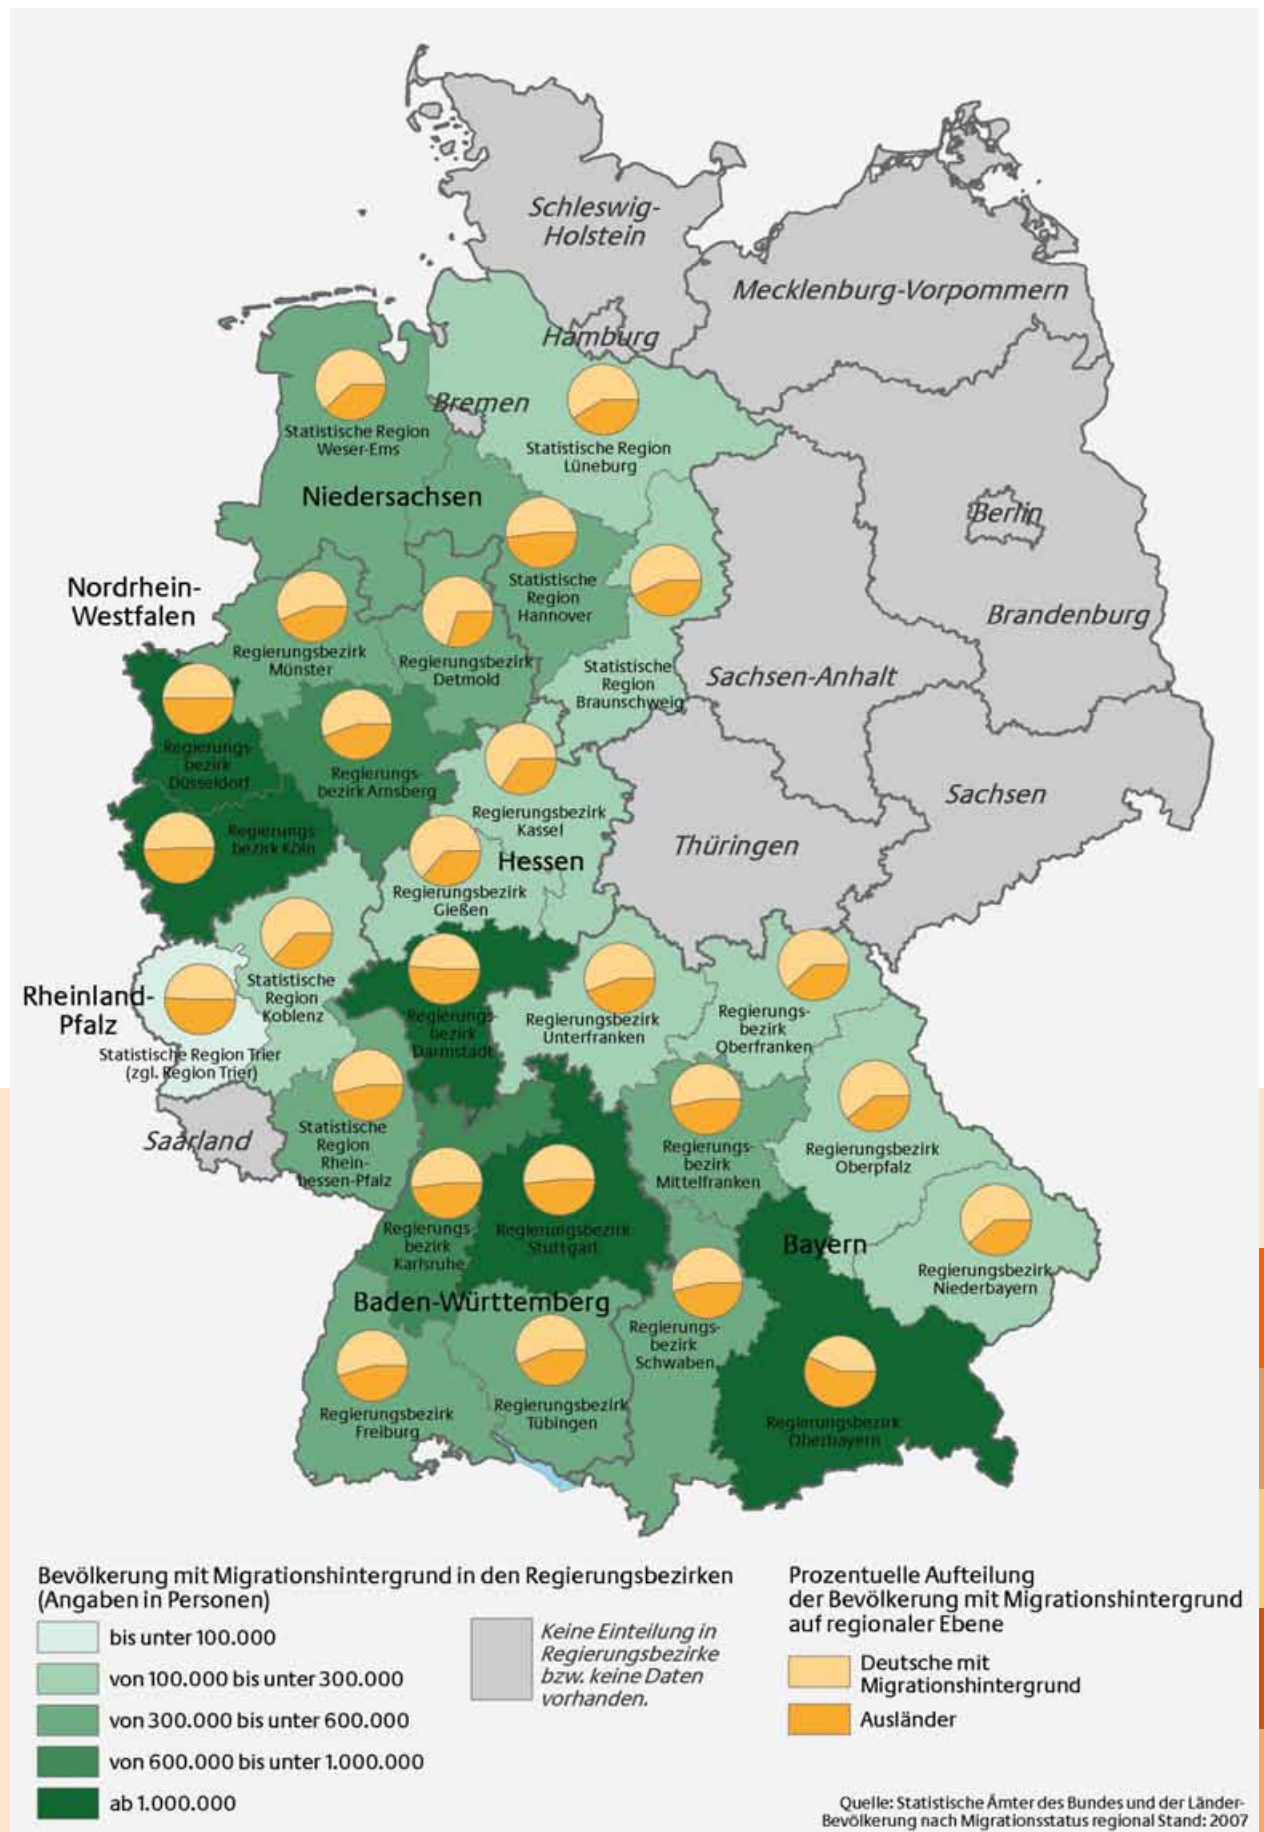 Schleswig-
Holstein
Mecklenburg-Vorpommern
Hamburg
Bremen
Statistische Region
Weser-Ems
Statistische Region
Lüneburg
Niedersachsen
Berlin
Statistische
Region
Hannover
Nordrhein-
Westfalen
Brandenburg
Regierungsbezirk
Münster
Regierungsbezirk
Detmold
Statistische
Region
Braunschweig
Sachsen-Anhalt
Regierungs-
bezirk
Düsseldorf
Regierungs-
bezirk Arnsberg
Sachsen
Regierungsbezirk
Kassel
Regierungs-
bezirk Köln
Thüringen
Hessen
Regierungsbezirk
Gießen
Statistische
Region
Koblenz
Rheinland-
Pfalz
Regierungs-
bezirk
Darmstadt
Regierungsbezirk
Unterfranken
Regierungs-
bezirk
Oberfranken
Statistische Region Trier
(zgl. Region Trier)
Saarland
Statistische
Region
Rhein-
hessen-Pfalz
Regierungs-
bezirk
Mittelfranken
Regierungsbezirk
Oberpfalz
Regierungs-
bezirk
Karlsruhe
Regierungsbezirk
Stuttgart
Bayern
Regierungsbezirk
Niederbayern
Baden-Württemberg
Regierungs-
bezirk
Schwaben
Regierungsbezirk
Freiburg
Regierungsbezirk
Tübingen
Regierungsbezirk
Oberbayern
Bevölkerung mit Migrationshintergrund in den Regierungsbezirken
(Angaben in Personen)
bis unter 100.000
von 100.000 bis unter 300.000
von 300.000 bis unter 600.000
von 600.000 bis unter 1.000.000
ab 1.000.000
Keine Einteilung in
Regierungsbezirke
bzw. keine Daten
vorhanden.
Prozentuelle Aufteilung
der Bevölkerung mit Migrationshintergrund
auf regionaler Ebene
Deutsche mit
Migrationshintergrund
Ausländer
Quelle: Statistische Ämter des Bundes und der Länder-
Bevölkerung nach Migrationsstatus regional Stand: 2007